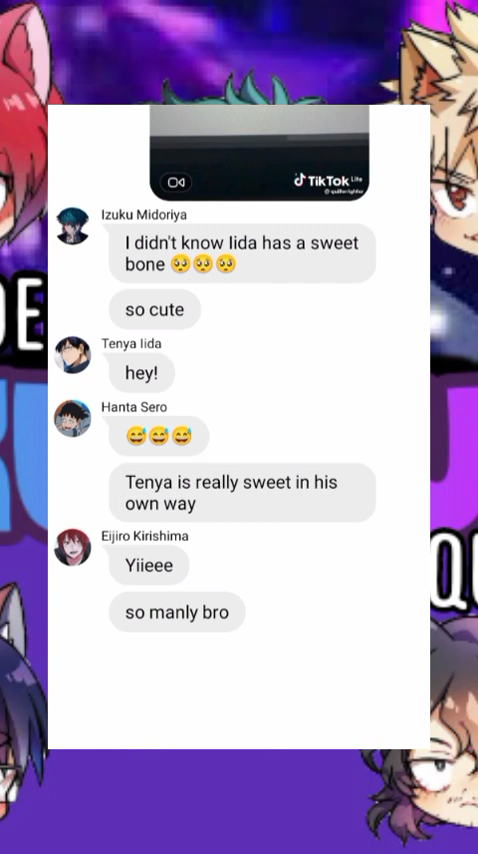 TikTok Lite
Izuku Midoriya
I didn't know Iida has a sweet
bone 🥺🥺🥺
so cute
Tenya Iida
hey!
Hanta Sero
😅😅😅
Tenya is really sweet in his
own way
Eijiro Kirishima
Yiieee
so manly bro